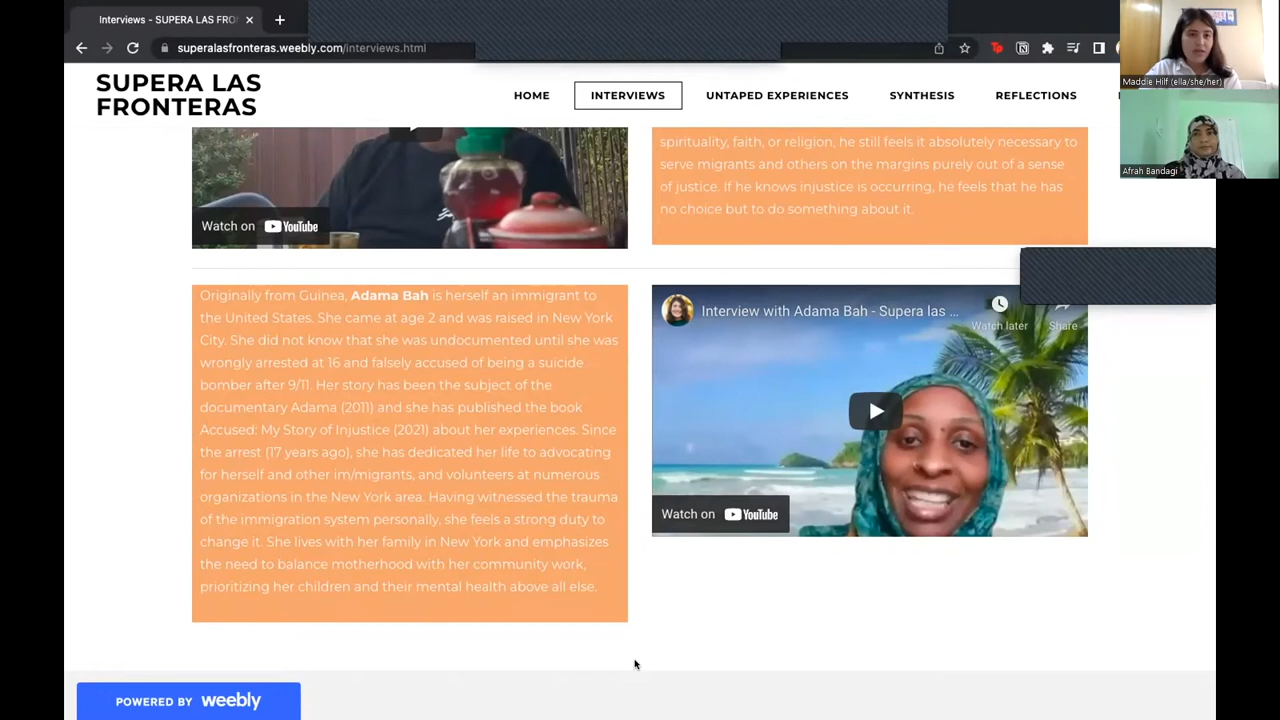 Interviews - SUPERA LAS FRO
superalasfronteras.weebly.com/interviews.html
SUPERA LAS
FRONTERAS
HOME
INTERVIEWS
UNTAPED EXPERIENCES
SYNTHESIS
REFLECTIONS
Maddie Hilf (ella/she/her)
Afrah Bandagi
Watch on YouTube
spirituality, faith, or religion, he still feels it absolutely necessary to
serve migrants and others on the margins purely out of a sense
of justice. If he knows injustice is occurring, he feels that he has
no choice but to do something about it.
Originally from Guinea, Adama Bah is herself an immigrant to
the United States. She came at age 2 and was raised in New York
City. She did not know that she was undocumented until she was
wrongly arrested at 16 and falsely accused of being a suicide
bomber after 9/11. Her story has been the subject of the
documentary Adama (2011) and she has published the book
Accused: My Story of Injustice (2021) about her experiences. Since
the arrest (17 years ago), she has dedicated her life to advocating
for herself and other im/migrants, and volunteers at numerous
organizations in the New York area. Having witnessed the trauma
of the immigration system personally, she feels a strong duty to
change it. She lives with her family in New York and emphasizes
the need to balance motherhood with her community work,
prioritizing her children and their mental health above all else.
Interview with Adama Bah - Supera las ...
Watch later
Share
Watch on YouTube
POWERED BY weebly